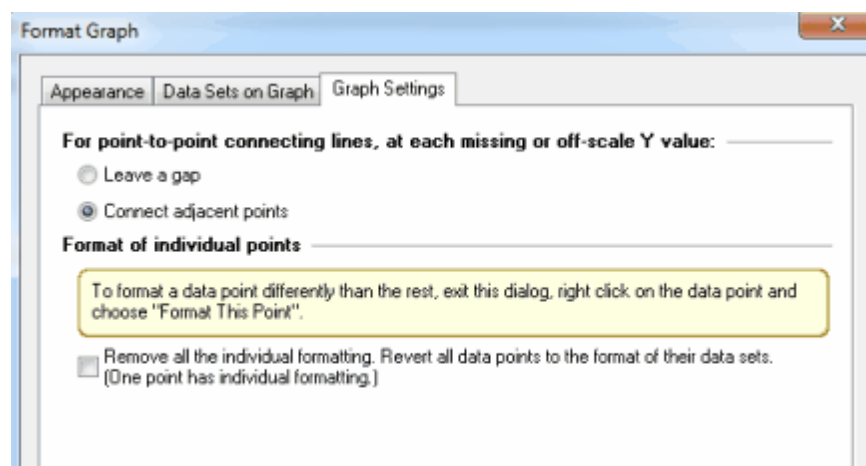 Format Graph
Appearance
Data Sets on Graph
Graph Settings
For point-to-point connecting lines, at each missing or off-scale Y value:
Leave a gap
Connect adjacent points
Format of individual points
To format a data point differently than the rest, exit this dialog, right click on the data point and
choose "Format This Point".
Remove all the individual formatting. Revert all data points to the format of their data sets.
(One point has individual formatting.)